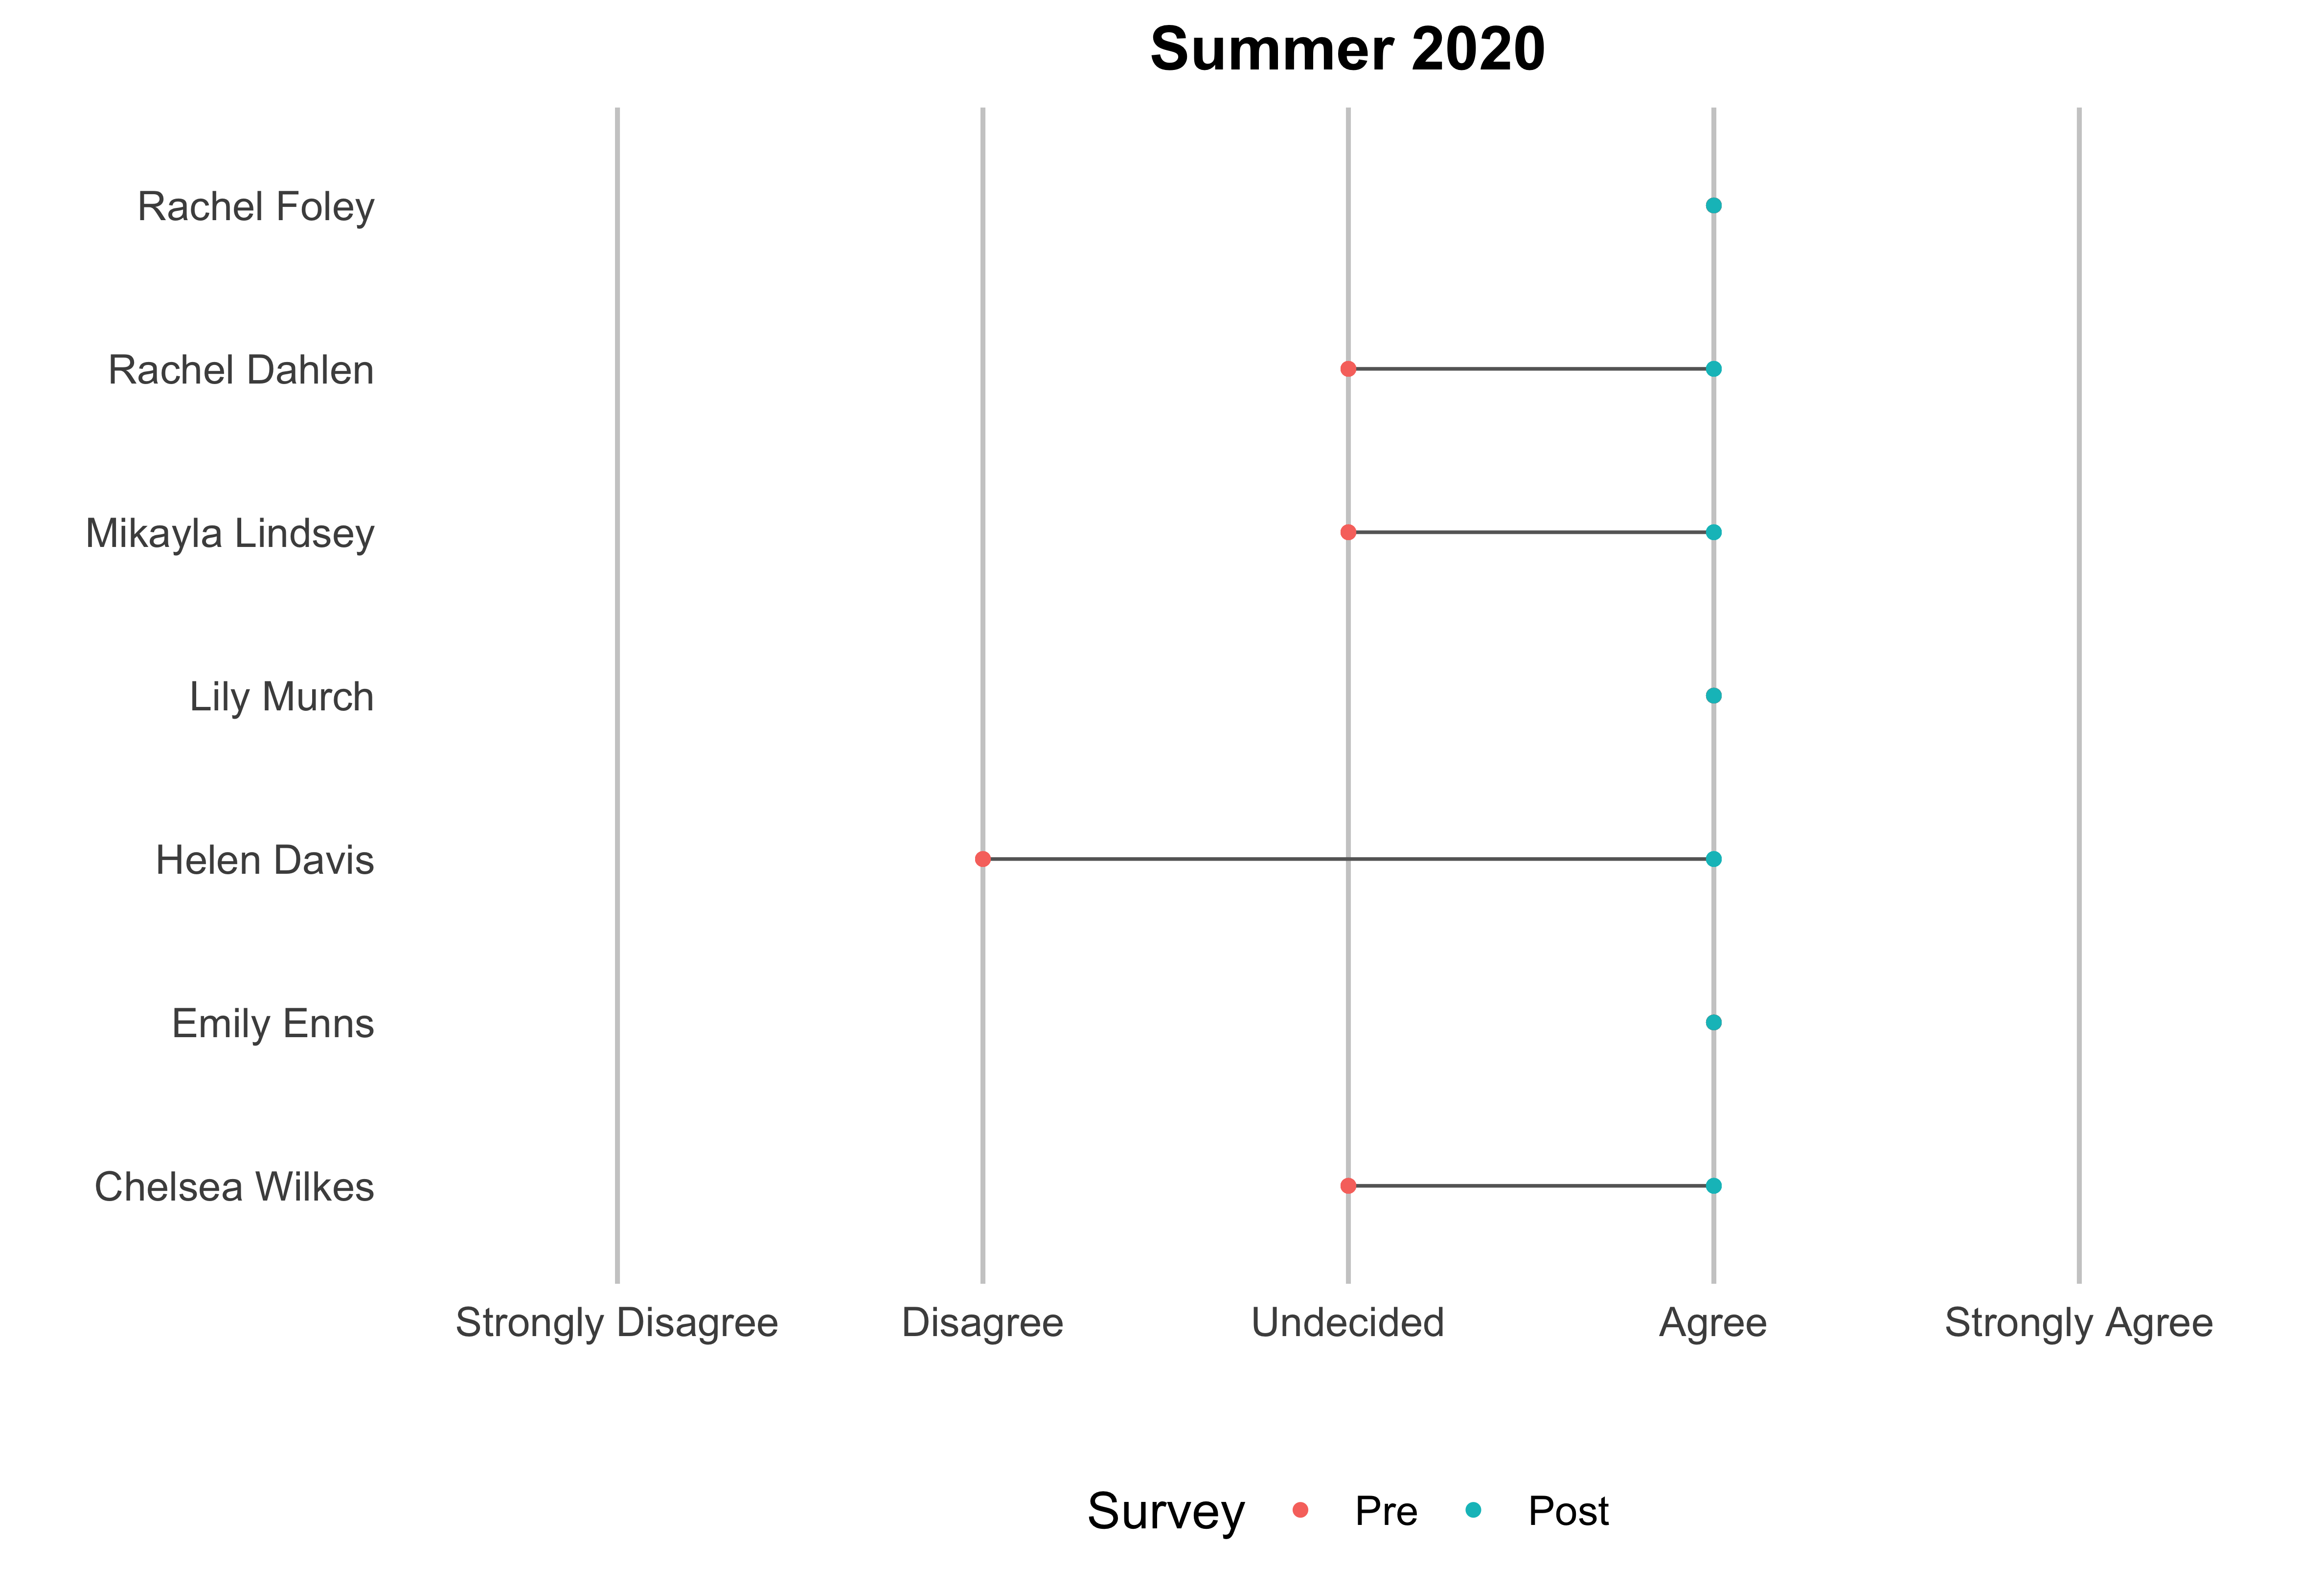 Summer 2020
Rachel Foley
Rachel Dahlen
Mikayla Lindsey
Lily Murch
Helen Davis
Emily Enns
Chelsea Wilkes
Strongly Disagree Disagree Undecided Agree Strongly Agree
Survey Pre Post